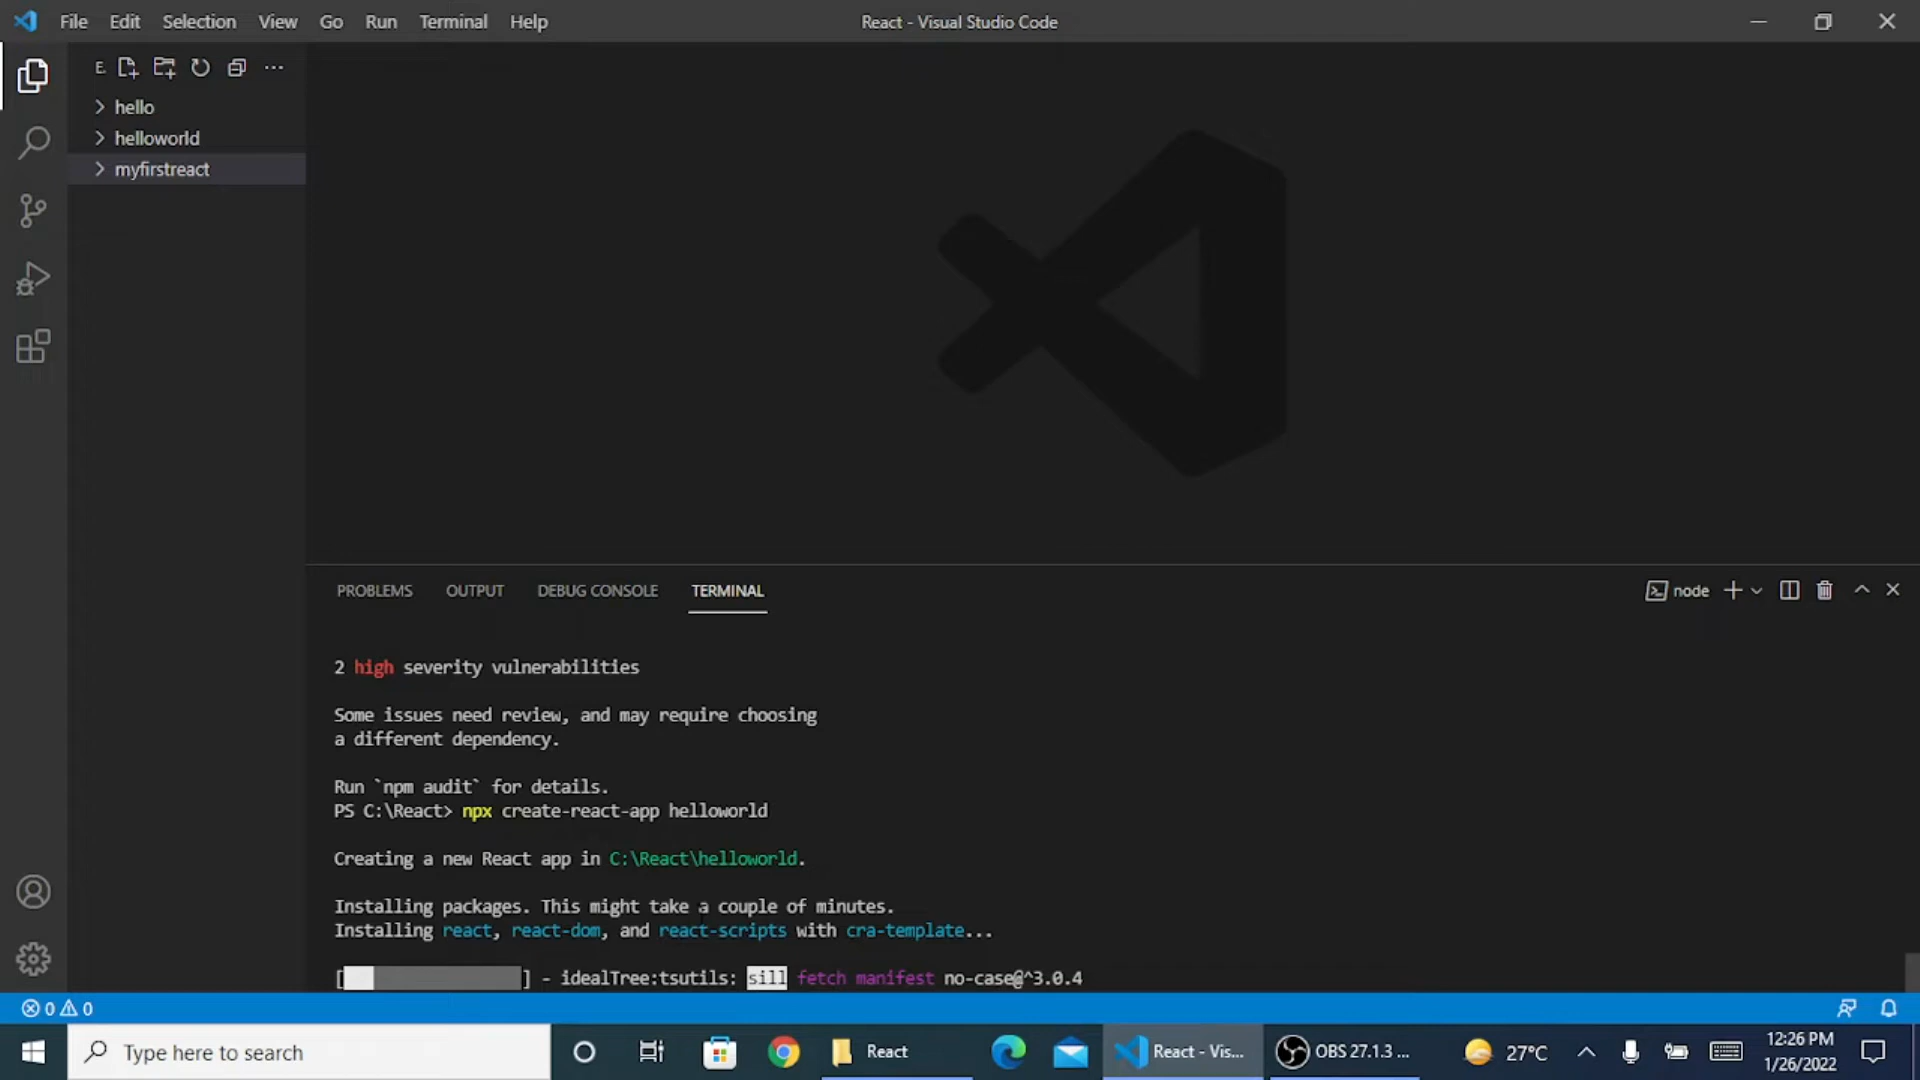 File Edit Selection View Go Run Terminal Help
React - Visual Studio Code
E
hello
helloworld
myfirstreact
PROBLEMS OUTPUT DEBUG CONSOLE TERMINAL
node
2 high severity vulnerabilities
Some issues need review, and may require choosing
a different dependency.
Run `npm audit` for details.
PS C:\React> npx create-react-app helloworld
Creating a new React app in C:\React\helloworld.
Installing packages. This might take a couple of minutes.
Installing react, react-dom, and react-scripts with cra-template...
[ ] - idealTree:tsutils: sill fetch manifest no-case@^3.0.4
0 0
Type here to search
React
React - Vis...
OBS 27.1.3 ...
27°C
12:26 PM
1/26/2022